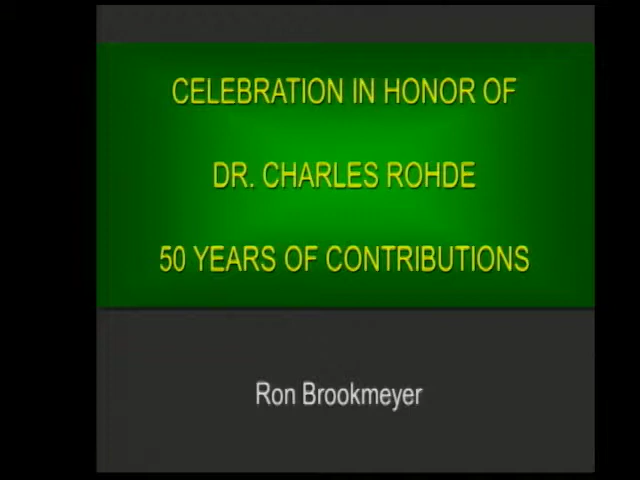 CELEBRATION IN HONOR OF
DR. CHARLES ROHDE
50 YEARS OF CONTRIBUTIONS
Ron Brookmeyer